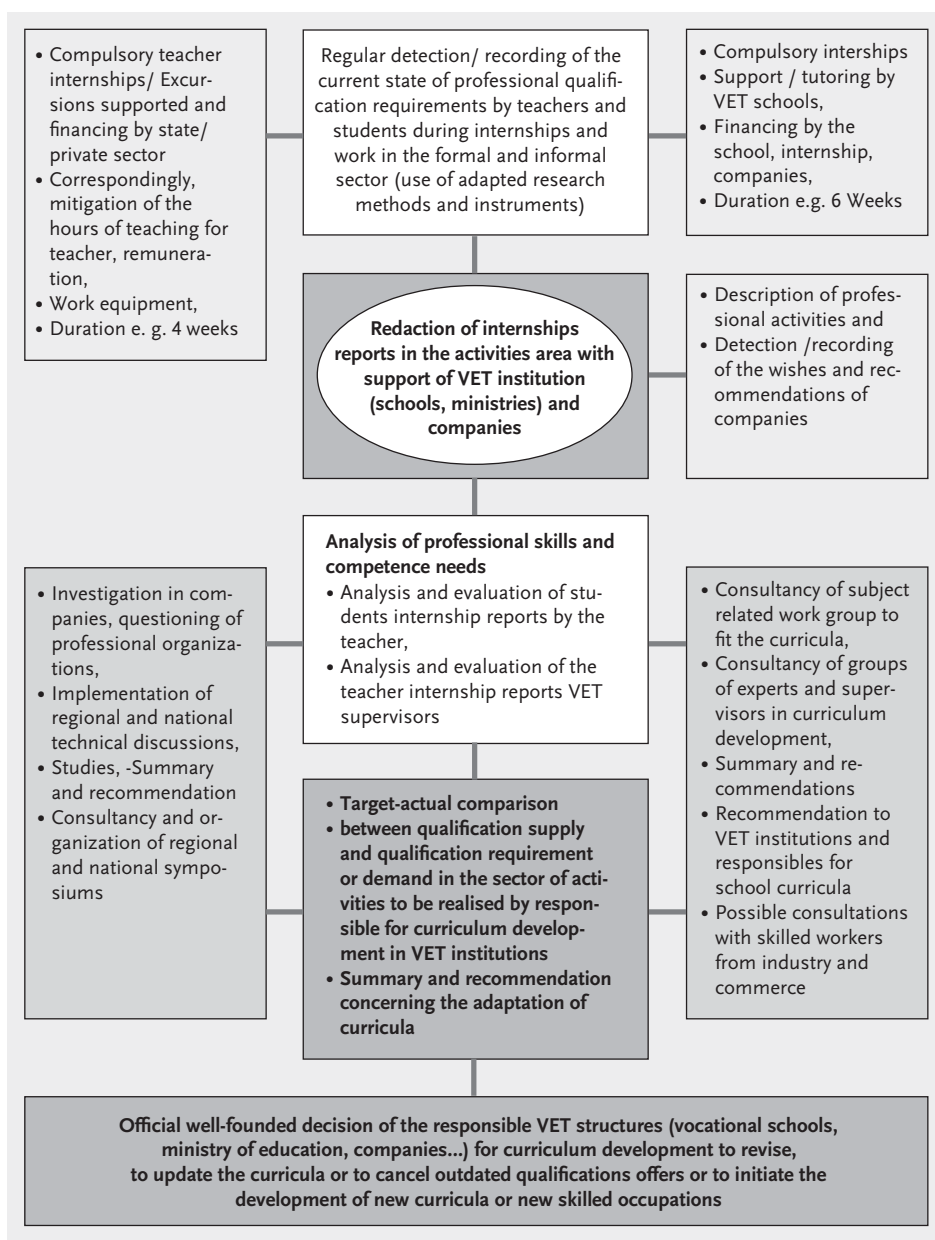 • Compulsory teacher
internships/ Excur-
sions supported and
financing by state/
private sector
• Correspondingly,
mitigation of the
hours of teaching for
teacher, remunera-
tion,
• Work equipment,
• Duration e. g. 4 weeks
Regular detection/ recording of the
current state of professional qualifi-
cation requirements by teachers and
students during internships and
work in the formal and informal
sector (use of adapted research
methods and instruments)
• Compulsory interships
• Support / tutoring by
VET schools,
• Financing by the
school, internship,
companies,
• Duration e.g. 6 Weeks
Redaction of internships
reports in the activities area with
support of VET institution
(schools, ministries) and
companies
• Description of profes-
sional activities and
• Detection /recording
of the wishes and rec-
ommendations of
companies
Analysis of professional skills and
competence needs
• Analysis and evaluation of stu-
dents internship reports by the
teacher,
• Analysis and evaluation of the
teacher internship reports VET
supervisors
• Investigation in com-
panies, questioning of
professional organiza-
tions,
• Implementation of
regional and national
technical discussions,
• Studies, -Summary
and recommendation
• Consultancy and or-
ganization of regional
and national sympo-
siums
• Consultancy of subject
related work group to
fit the curricula,
• Consultancy of groups
of experts and super-
visors in curriculum
development,
• Summary and re-
commendations
• Recommendation to
VET institutions and
responsibles for
school curricula
• Possible consultations
with skilled workers
from industry and
commerce
• Target-actual comparison
• between qualification supply
and qualification requirement
or demand in the sector of acti-
vities to be realised by respon-
sible for curriculum develop-
ment in VET institutions
• Summary and recommendation
concerning the adaptation of
curricula
Official well-founded decision of the responsible VET structures (vocational schools,
ministry of education, companies...) for curriculum development to revise,
to update the curricula or to cancel outdated qualifications offers or to initiate the
development of new curricula or new skilled occupations